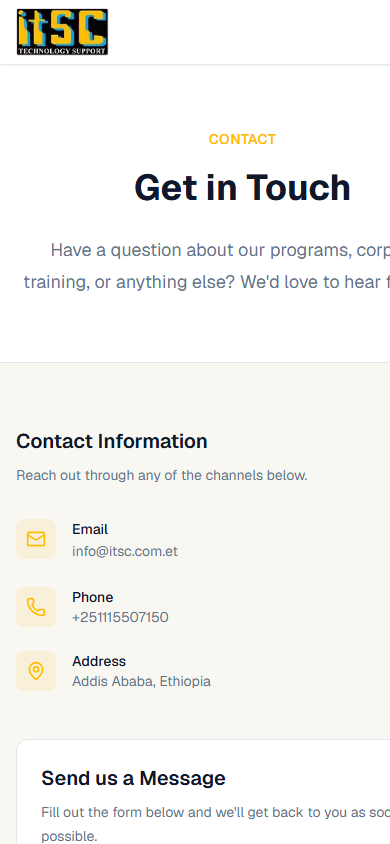 itSC
TECHNOLOGY SUPPORT
CONTACT
Get in Touch
Have a question about our programs, corp
training, or anything else? We'd love to hear f
Contact Information
Reach out through any of the channels below.
Email
info@itsc.com.et
Phone
+251115507150
Address
Addis Ababa, Ethiopia
Send us a Message
Fill out the form below and we'll get back to you as soo
possible.